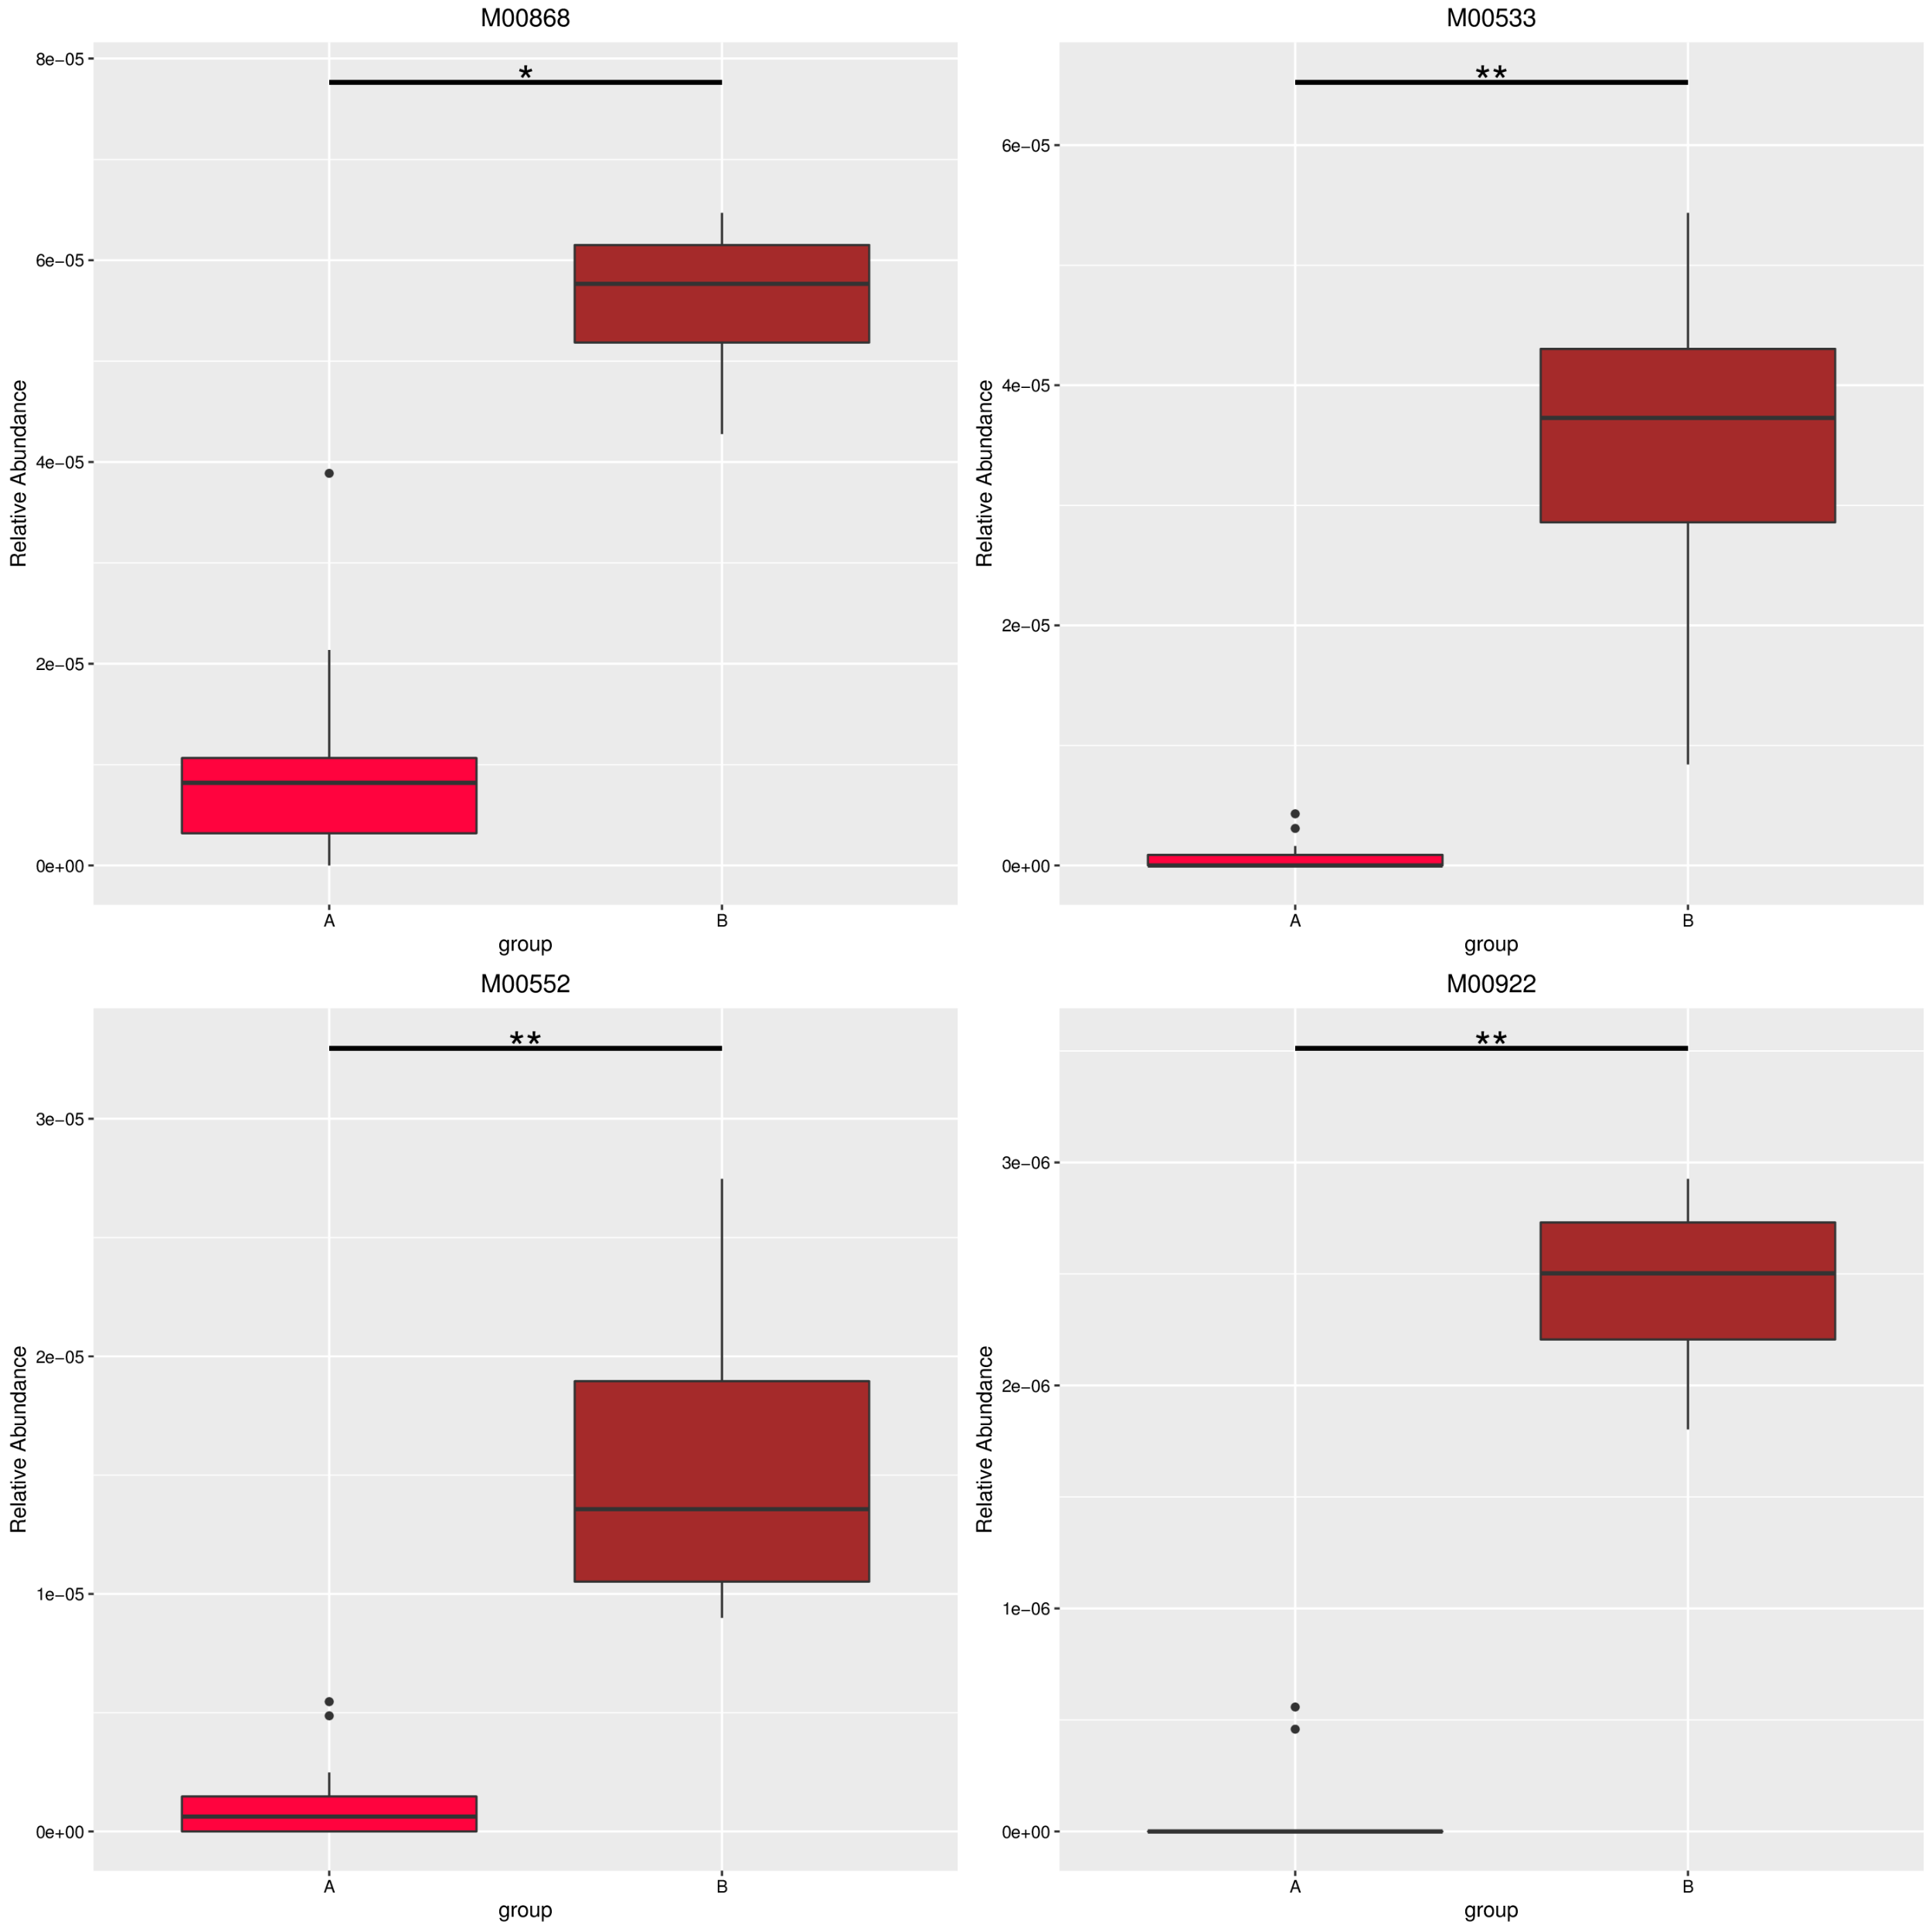 M00868
*
8e−05
6e−05
4e−05
2e−05
0e+00
Relative Abundance
A B
group
M00533
**
6e−05
4e−05
2e−05
0e+00
Relative Abundance
A B
group
M00552
**
3e−05
2e−05
1e−05
0e+00
Relative Abundance
A B
group
M00922
**
3e−06
2e−06
1e−06
0e+00
Relative Abundance
A B
group